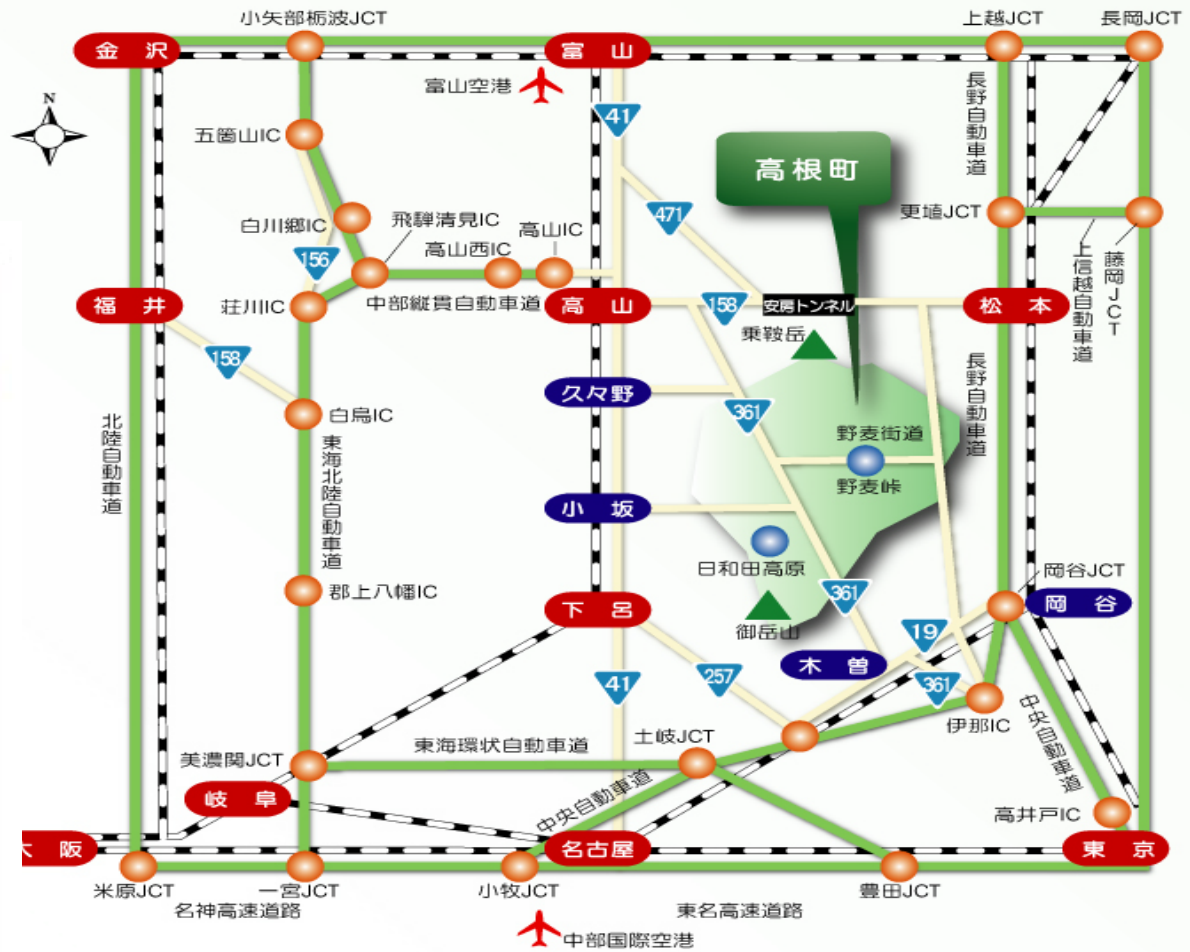 小矢部栃波JCT
上越JCT
長岡JCT
金沢
富山
N
富山空港
41
長野自動車道
五箇山IC
高根町
白川郷IC
飛騨清見IC
高山西IC
高山IC
471
更埴JCT
156
上信越自動車道
藤岡JCT
福井
荘川IC
中部縦貫自動車道
高山
158
安房トンネル
松本
乗鞍岳
158
久々野
361
長野自動車道
白鳥IC
野麦街道
野麦峠
北陸自動車道
東海北陸自動車道
小坂
日和田高原
郡上八幡IC
361
岡谷JCT
岡谷
下呂
御岳山
19
木曽
257
41
361
伊那IC
中央自動車道
美濃関JCT
東海環状自動車道
土岐JCT
岐阜
中央自動車道
高井戸IC
大阪
名古屋
東京
米原JCT
一宮JCT
小牧JCT
豊田JCT
名神高速道路
東名高速道路
中部国際空港